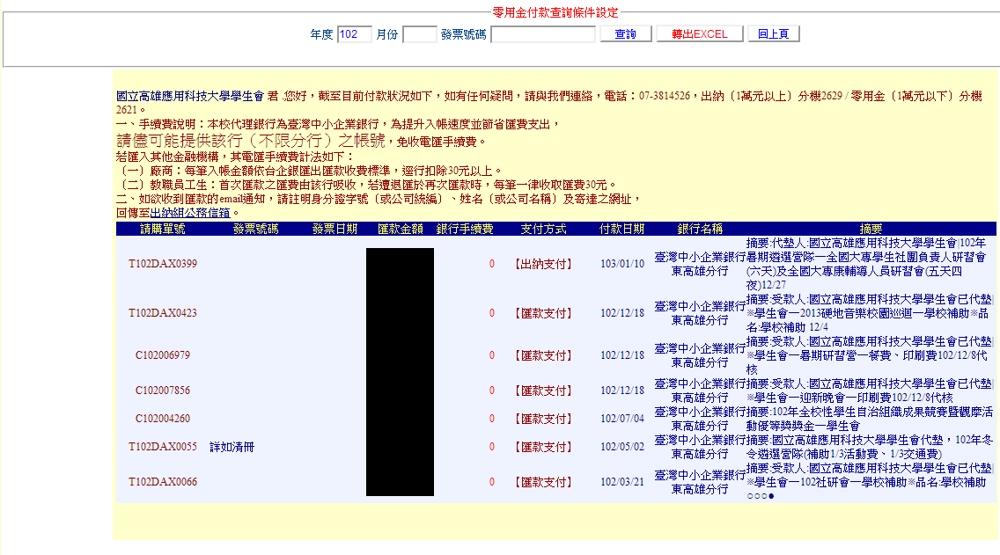 零用金付款查詢條件設定
年度 102 月份 發票號碼 查詢 轉出EXCEL 回上頁
國立高雄應用科技大學學生會 君 .您好，截至目前付款狀況如下，如有任何疑問，請與我們連絡，電話：07-3814526，出納〔1萬元以上〕分機2629 / 零用金〔1萬元以下〕分機
2621。
一、手續費說明：本校代理銀行為臺灣中小企業銀行，為提升入帳速度並節省匯費支出，
請儘可能提供該行（不限分行）之帳號，免收電匯手續費。
若匯入其他金融機構，其電匯手續費計法如下：
〔一〕廠商：每筆入帳金額依台企銀匯出匯款收費標準，逕行扣除30元以上。
〔二〕教職員工生：首次匯款之匯費由該行吸收，若遭退匯於再次匯款時，每筆一律收取匯費30元。
二、如欲收到匯款的email通知，請註明身分證字號〔或公司統編〕、姓名〔或公司名稱〕及寄達之網址，
回傳至出納組公務信箱。
請購單號 發票號碼 發票日期 匯款金額 銀行手續費 支付方式 付款日期 銀行名稱 摘要
T102DAX0399 0 【出納支付】 103/01/10 臺灣中小企業銀行東高雄分行 摘要:代墊人:國立高雄應用科技大學學生會|102年
暑期遴選營隊一全國大專學生社團負責人研習會
(六天)及全國大專康輔導人員研習會(五天四
夜)12/27
T102DAX0423 0 【匯款支付】 102/12/18 臺灣中小企業銀行東高雄分行 摘要:受款人:國立高雄應用科技大學學生會已代墊|
※學生會一2013硬地音樂校園巡迴一學校補助※品
名:學校補助 12/4
C102006979 0 【匯款支付】 102/12/18 臺灣中小企業銀行東高雄分行 摘要:受款人:國立高雄應用科技大學學生會已代墊|
※學生會一暑期研習營一餐費、印刷費102/12/8代
核
C102007856 0 【匯款支付】 102/12/18 臺灣中小企業銀行東高雄分行 摘要:受款人:國立高雄應用科技大學學生會已代墊|
※學生會一迎新晚會一印刷費102/12/8代核
C102004260 0 【匯款支付】 102/07/04 臺灣中小企業銀行東高雄分行 摘要:102年全校性學生自治組織成果競賽暨觀摩活
動優等獎獎金一學生會
T102DAX0055 詳如清冊 0 【匯款支付】 102/05/02 臺灣中小企業銀行東高雄分行 摘要:國立高雄應用科技大學學生會代墊，102年冬
令遴選營隊(補助1/3活動費、1/3交通費)
T102DAX0066 0 【匯款支付】 102/03/21 臺灣中小企業銀行東高雄分行 摘要:受款人:國立高雄應用科技大學學生會已代墊|
※學生會一102社研會一學校補助※品名:學校補助
○○○●